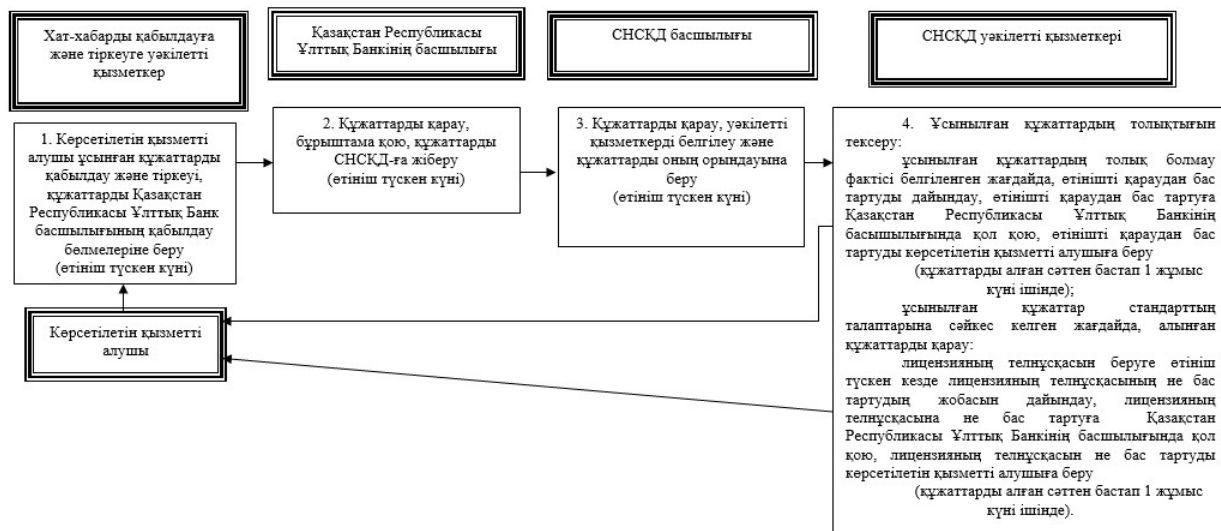 Хат-хабарды қабылдауға
және тіркеуге уәкілетті
қызметкер
Қазақстан Республикасы
Ұлттық Банкінің басшылығы
СНСҚД басшылығы
СНСҚД уәкілетті қызметкері
1. Көрсетілетін қызметті
алушы ұсынған құжаттарды
қабылдау және тіркеуі,
құжаттарды Қазақстан
Республикасы Ұлттық Банк
басшылығының қабылдау
бөлмелеріне беру
(өтініш түскен күні)
2. Құжаттарды қарау,
бұрыштама қою, құжаттарды
СНСҚД-ға жіберу
(өтініш түскен күні)
3. Құжаттарды қарау, уәкілетті
қызметкерді белгілеу және
құжаттарды оның орындауына
беру
(өтініш түскен күні)
4. Ұсынылған құжаттардың толықтығын
тексеру:
ұсынылған құжаттардың толық болмау
фактісі белгіленген жағдайда, өтінішті қараудан бас
тартуды дайындау, өтінішті қараудан бас тартуға
Қазақстан Республикасы Ұлттық Банкінің
басышылығында қол қою, өтінішті қараудан бас
тартуды көрсетілетін қызметті алушыға беру
(құжаттарды алған сәттен бастап 1 жұмыс
күні ішінде);
ұсынылған құжаттар стандарттың
талаптарына сәйкес келген жағдайда, алынған
құжаттарды қарау:
лицензияның телнұсқасын беруге өтініш
түскен кезде лицензияның телнұсқасының не бас
тартудың жобасын дайындау, лицензияның
телнұсқасына не бас тартуға Қазақстан
Республикасы Ұлттық Банкінің басшылығында қол
қою, лицензияның телнұсқасын не бас тартуды
көрсетілетін қызметті алушыға беру
(құжаттарды алған сәттен бастап 1 жұмыс
күні ішінде).
Көрсетілетін қызметті
алушы